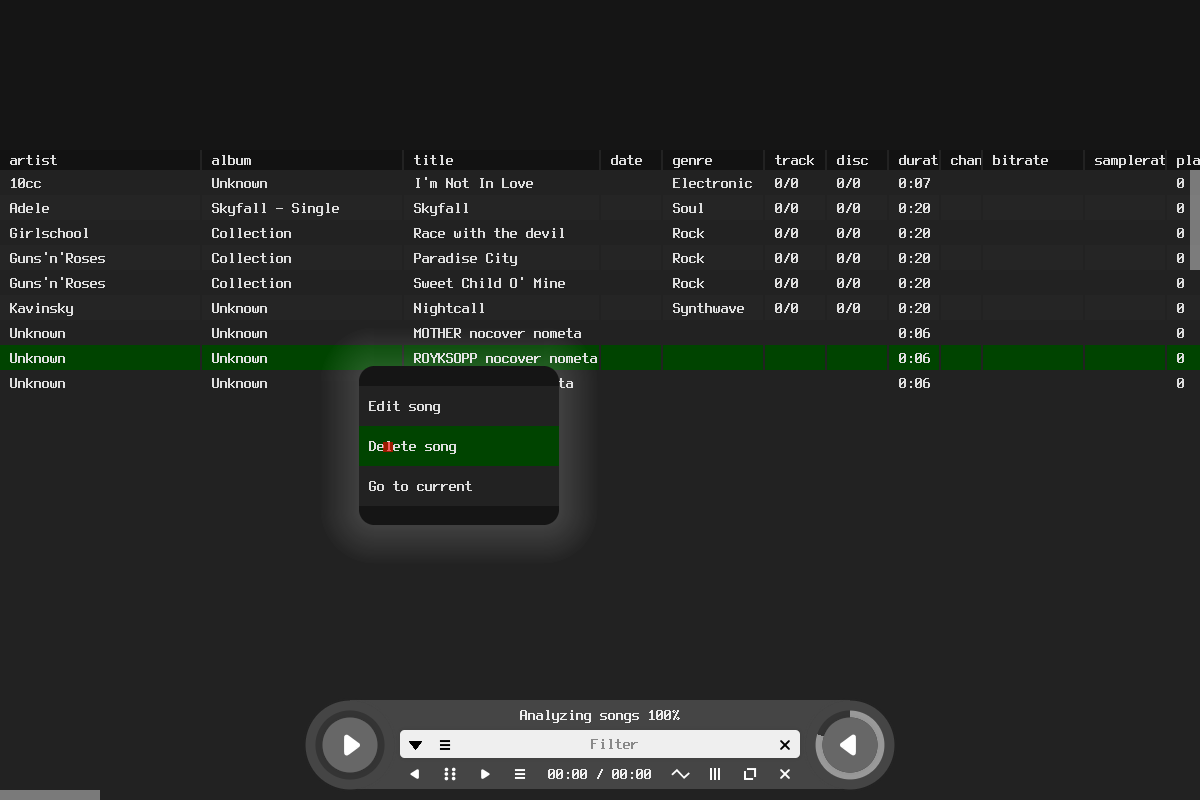 artist album title date genre track disc durat chan bitrate samplerat pla
10cc Unknown I'm Not In Love Electronic 0/0 0/0 0:07 0
Adele Skyfall - Single Skyfall Soul 0/0 0/0 0:20 0
Girlschool Collection Race with the devil Rock 0/0 0/0 0:20 0
Guns'n'Roses Collection Paradise City Rock 0/0 0/0 0:20 0
Guns'n'Roses Collection Sweet Child O' Mine Rock 0/0 0/0 0:20 0
Kavinsky Unknown Nightcall Synthwave 0/0 0/0 0:20 0
Unknown Unknown MOTHER nocover nometa 0:06 0
Unknown Unknown ROYKSOPP nocover nometa 0:06 0
Unknown Unknown ta 0:06 0
Edit song
Delete song
Go to current
Analyzing songs 100%
Filter
00:00 / 00:00